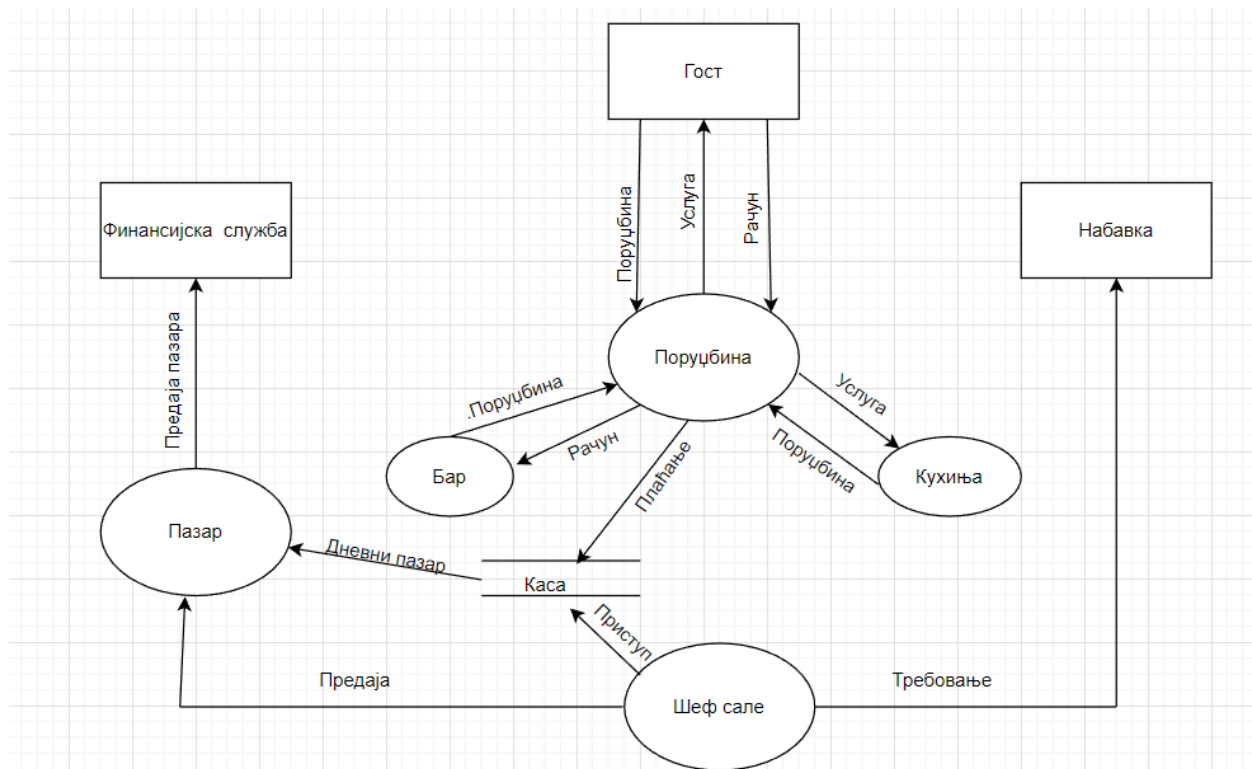 Гост
Финансијска служба
Набавка
Поруџбина
Услуга
Рачун
Предаја пазара
Поруџбина
.Поруџбина
Рачун
Услуга
Поруџбина
Плаћање
Бар
Кухиња
Пазар
Дневни пазар
Каса
Приступ
Предаја
Шеф сале
Требовање